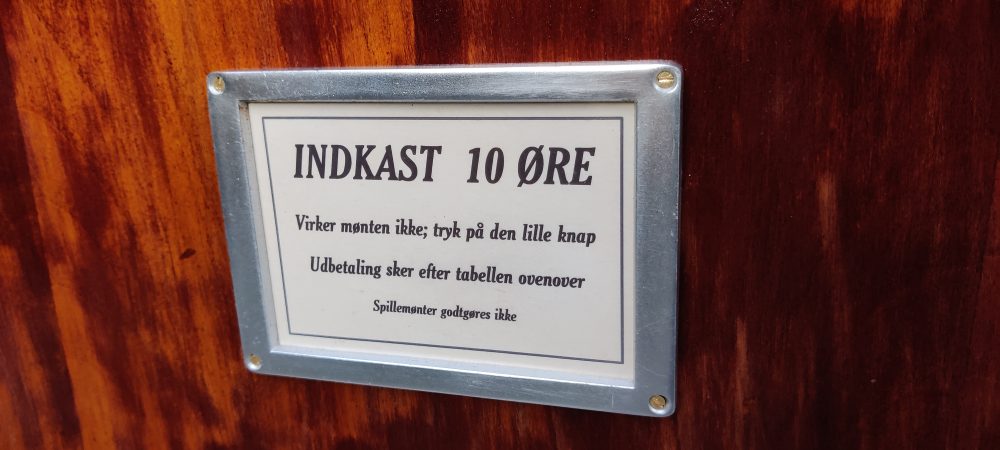 INDKAST 10 ØRE
Virker mønten ikke; tryk på den lille knap
Udbetaling sker efter tabellen ovenover
Spillemønter godtgøres ikke